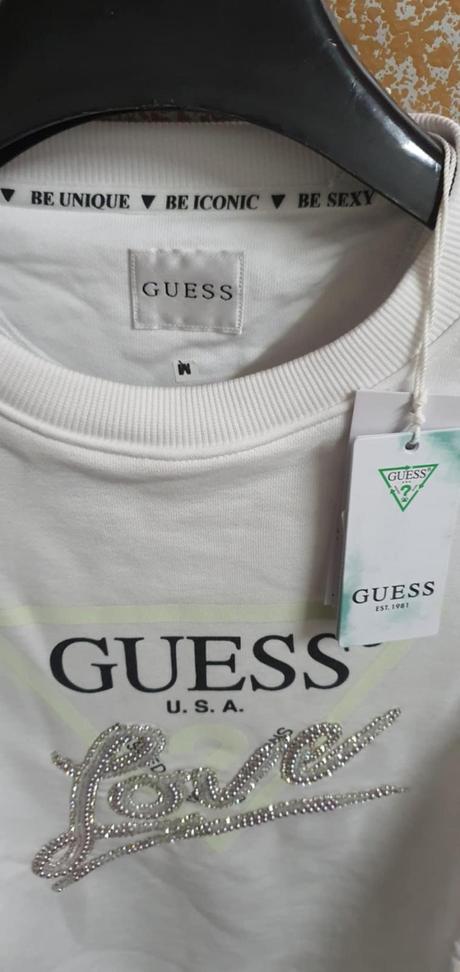 ▼ BE UNIQUE ▼ BE ICONIC ▼ BE SEXY
GUESS
M
GUESS®
?
GUESS
EST. 1981
GUESS
U.S.A.
Love